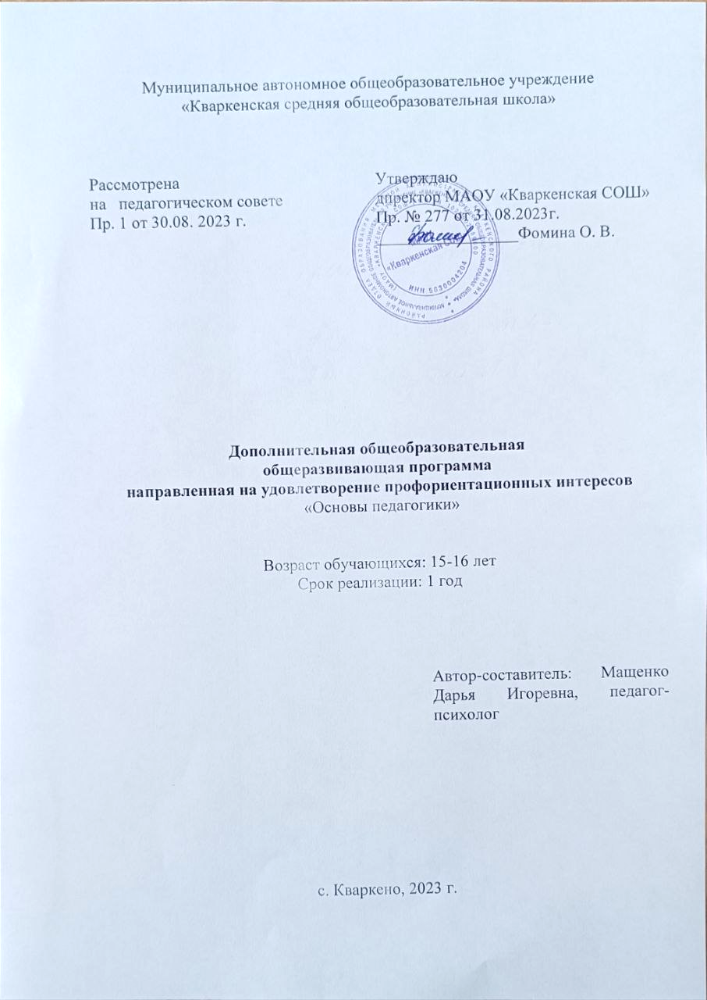 Муниципальное автономное общеобразовательное учреждение
«Кваркенская средняя общеобразовательная школа»
Рассмотрена
на педагогическом совете
Пр. 1 от 30.08. 2023 г.
Утверждаю
директор МАОУ «Кваркенская СОШ»
Пр. № 277 от 31.08.2023г.
Фомина О. В.
«Кваркенская СОШ»
ИНН 5630004204
Дополнительная общеобразовательная
общеразвивающая программа
направленная на удовлетворение профориентационных интересов
«Основы педагогики»
Возраст обучающихся: 15-16 лет
Срок реализации: 1 год
Автор-составитель: Мащенко
Дарья Игоревна, педагог-
психолог
с. Кваркено, 2023 г.